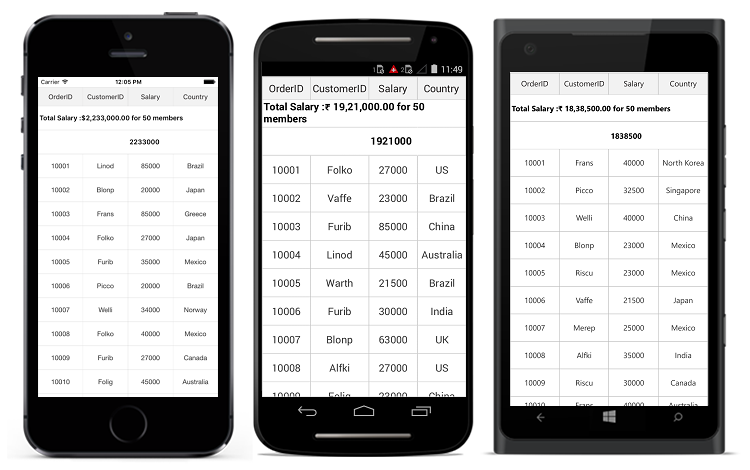 Carrier 12:05 PM
OrderID CustomerID Salary Country
Total Salary :$2,233,000.00 for 50 members
2233000
10001 Linod 85000 Brazil
10002 Blonp 20000 Japan
10003 Frans 85000 Greece
10004 Folko 27000 Japan
10005 Furib 35000 Mexico
10006 Picco 20000 Brazil
10007 Welli 34000 Norway
10008 Folko 40000 Mexico
10009 Furib 27000 Canada
10010 Folig 45000 Australia
1 2 11:49
OrderID CustomerID Salary Country
Total Salary :₹ 19,21,000.00 for 50
members
1921000
10001 Folko 27000 US
10002 Vaffe 23000 Brazil
10003 Furib 85000 China
10004 Linod 45000 Australia
10005 Warth 21500 Brazil
10006 Furib 30000 India
10007 Blonp 63000 UK
10008 Alfki 27000 US
10009 Folig 23000 China
OrderID CustomerID Salary Country
Total Salary :₹ 18,38,500.00 for 50 members
1838500
10001 Frans 40000 North Korea
10002 Picco 32500 Singapore
10003 Welli 40000 China
10004 Blonp 23000 Mexico
10005 Riscu 23000 Mexico
10006 Vaffe 21500 Japan
10007 Merep 25000 Mexico
10008 Alfki 35000 India
10009 Riscu 30000 Canada
10010 Frans 40000 Australia